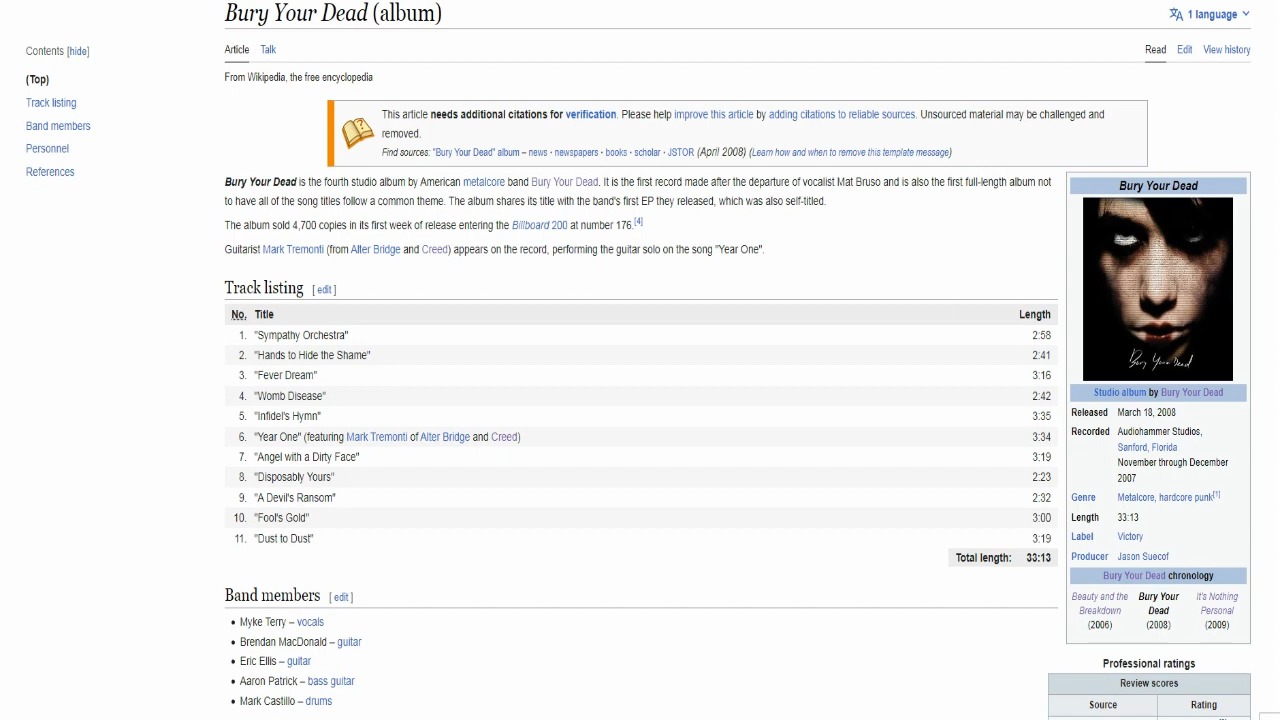 Bury Your Dead (album)
1 language
Contents [hide]
(Top)
Track listing
Band members
Personnel
References
Article Talk
Read Edit View history
From Wikipedia, the free encyclopedia
This article needs additional citations for verification. Please help improve this article by adding citations to reliable sources. Unsourced material may be challenged and
removed.
Find sources: "Bury Your Dead" album – news · newspapers · books · scholar · JSTOR (April 2008) (Learn how and when to remove this template message)
Bury Your Dead is the fourth studio album by American metalcore band Bury Your Dead. It is the first record made after the departure of vocalist Mat Bruso and is also the first full-length album not
to have all of the song titles follow a common theme. The album shares its title with the band's first EP they released, which was also self-titled.
The album sold 4,700 copies in its first week of release entering the Billboard 200 at number 176.[4]
Guitarist Mark Tremonti (from Alter Bridge and Creed) appears on the record, performing the guitar solo on the song "Year One".
Track listing [ edit ]
No. Title Length
1. "Sympathy Orchestra" 2:58
2. "Hands to Hide the Shame" 2:41
3. "Fever Dream" 3:16
4. "Womb Disease" 2:42
5. "Infidel's Hymn" 3:35
6. "Year One" (featuring Mark Tremonti of Alter Bridge and Creed) 3:34
7. "Angel with a Dirty Face" 3:19
8. "Disposably Yours" 2:23
9. "A Devil's Ransom" 2:32
10. "Fool's Gold" 3:00
11. "Dust to Dust" 3:19
Total length: 33:13
Band members [ edit ]
• Myke Terry – vocals
• Brendan MacDonald – guitar
• Eric Ellis – guitar
• Aaron Patrick – bass guitar
• Mark Castillo – drums
Bury Your Dead
Bury Your Dead
Studio album by Bury Your Dead
Released March 18, 2008
Recorded Audiohammer Studios,
Sanford, Florida
November through December
2007
Genre Metalcore, hardcore punk[1]
Length 33:13
Label Victory
Producer Jason Suecof
Bury Your Dead chronology
Beauty and the Bury Your It's Nothing
Breakdown Dead Personal
(2006) (2008) (2009)
Professional ratings
Review scores
Source Rating